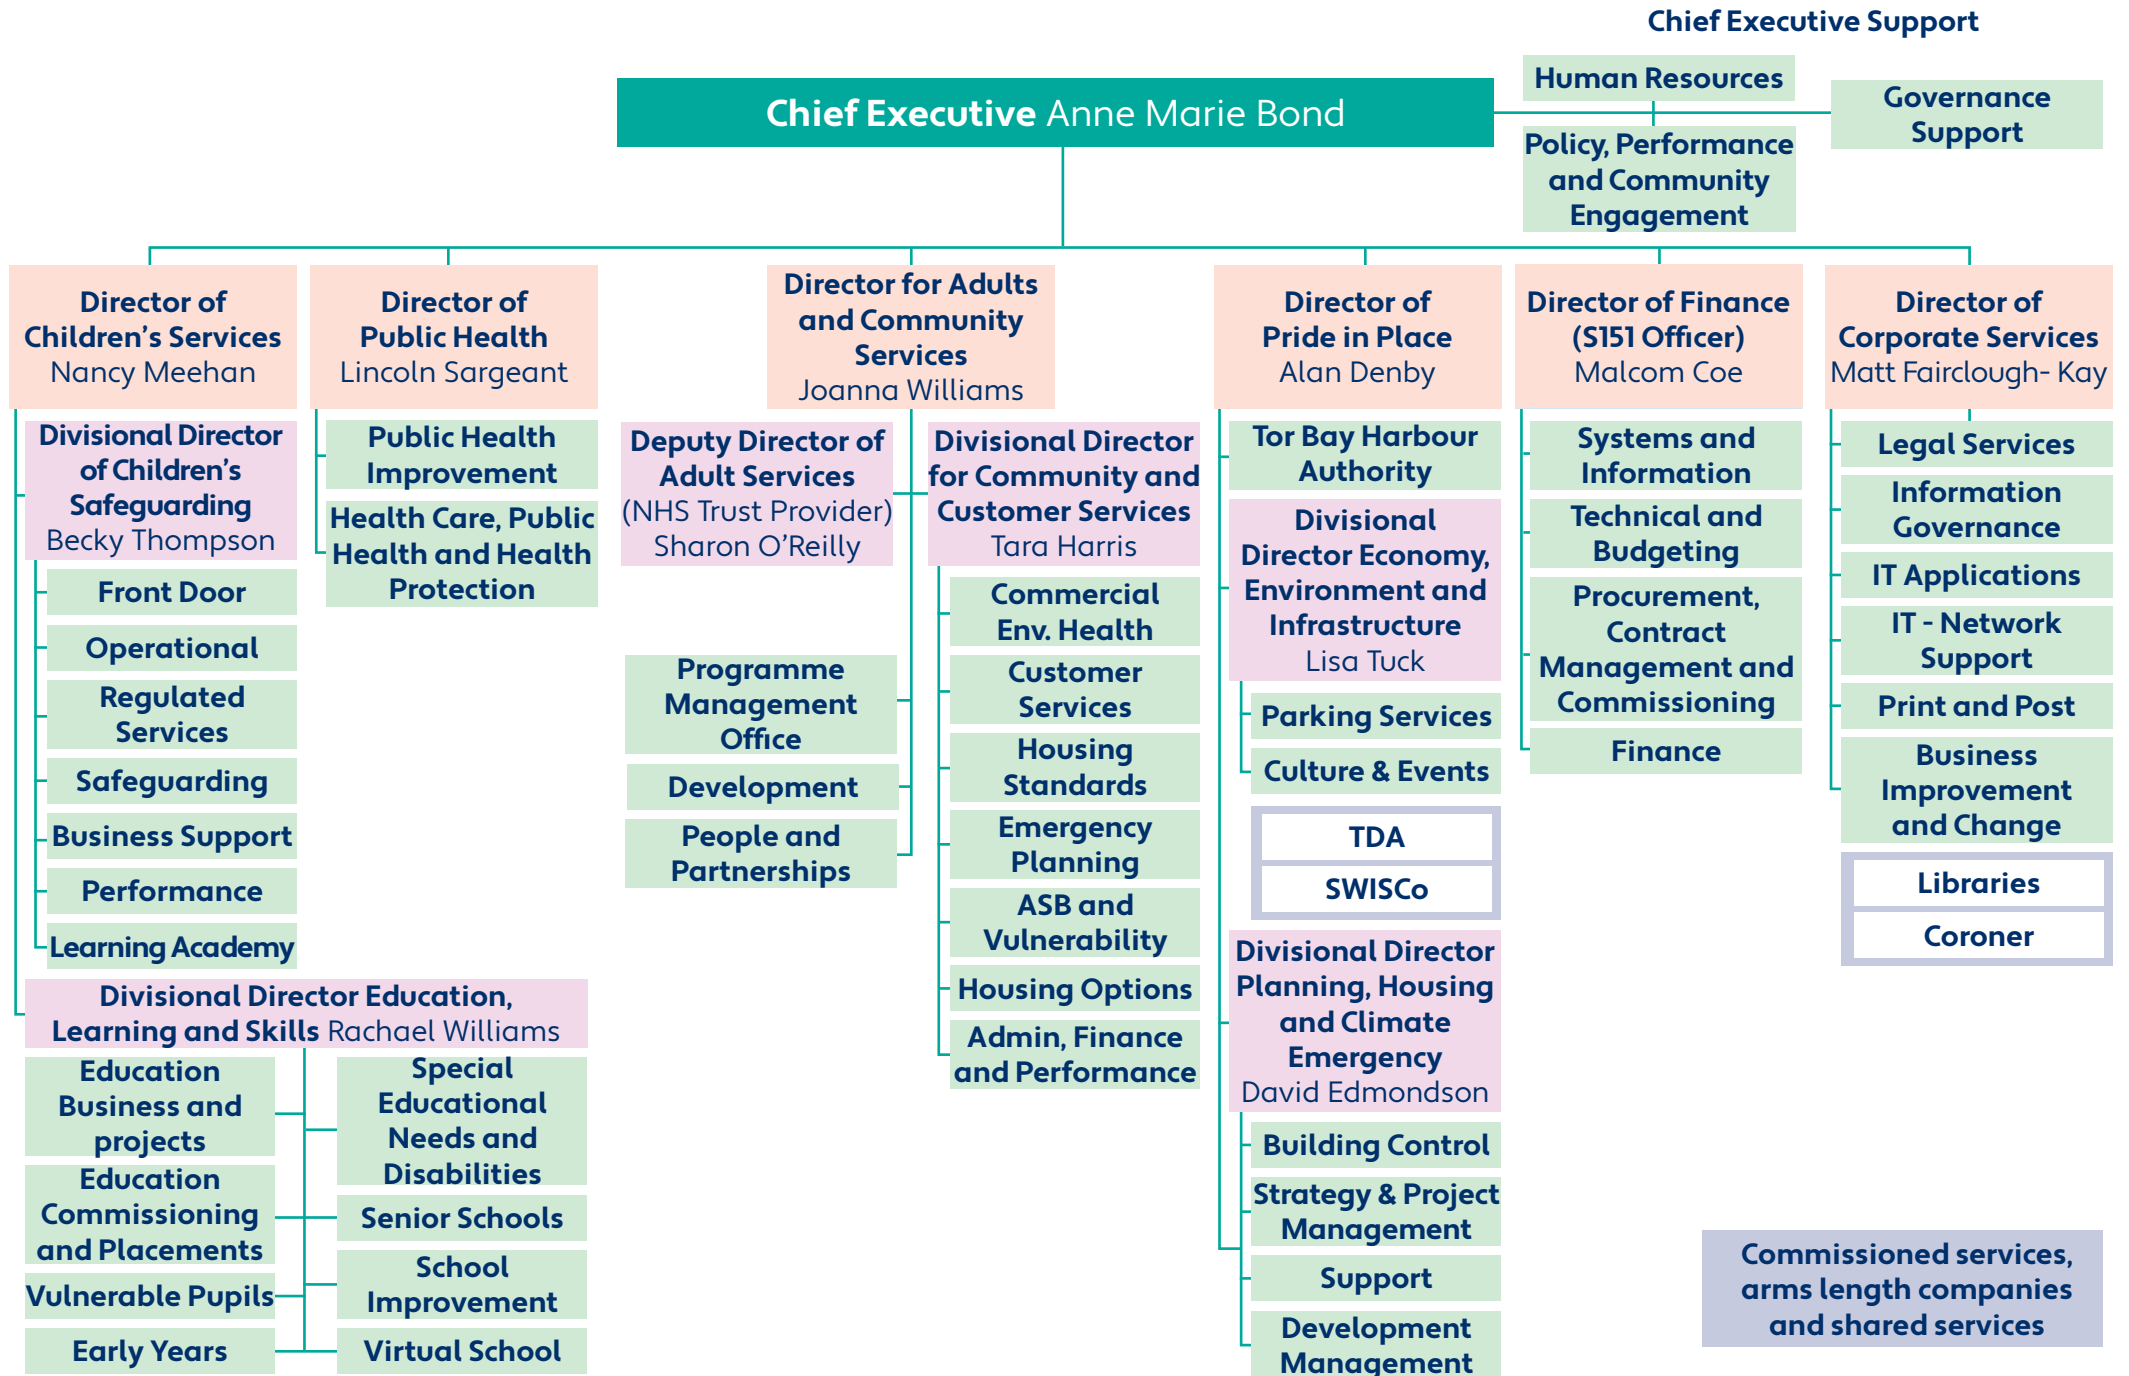 Chief Executive Support
Chief Executive Anne Marie Bond
Human Resources
Governance
Support
Policy, Performance
and Community
Engagement
Director of
Children's Services
Nancy Meehan
Divisional Director
of Children's
Safeguarding
Becky Thompson
Front Door
Operational
Regulated
Services
Safeguarding
Business Support
Performance
Learning Academy
Divisional Director Education,
Learning and Skills Rachael Williams
Education
Business and
projects
Education
Commissioning
and Placements
Vulnerable Pupils
Early Years
Special
Educational
Needs and
Disabilities
Senior Schools
School
Improvement
Virtual School
Director of
Public Health
Lincoln Sargeant
Public Health
Improvement
Health Care, Public
Health and Health
Protection
Director for Adults
and Community
Services
Joanna Williams
Deputy Director of
Adult Services
(NHS Trust Provider)
Sharon O'Reilly
Programme
Management
Office
Development
People and
Partnerships
Divisional Director
for Community and
Customer Services
Tara Harris
Commercial
Env. Health
Customer
Services
Housing
Standards
Emergency
Planning
ASB and
Vulnerability
Housing Options
Admin, Finance
and Performance
Director of
Pride in Place
Alan Denby
Tor Bay Harbour
Authority
Divisional
Director Economy,
Environment and
Infrastructure
Lisa Tuck
Parking Services
Culture & Events
TDA
SWISCo
Divisional Director
Planning, Housing
and Climate
Emergency
David Edmondson
Building Control
Strategy & Project
Management
Support
Development
Management
Director of Finance
(S151 Officer)
Malcom Coe
Systems and
Information
Technical and
Budgeting
Procurement,
Contract
Management and
Commissioning
Finance
Director of
Corporate Services
Matt Fairclough- Kay
Legal Services
Information
Governance
IT Applications
IT - Network
Support
Print and Post
Business
Improvement
and Change
Libraries
Coroner
Commissioned services,
arms length companies
and shared services